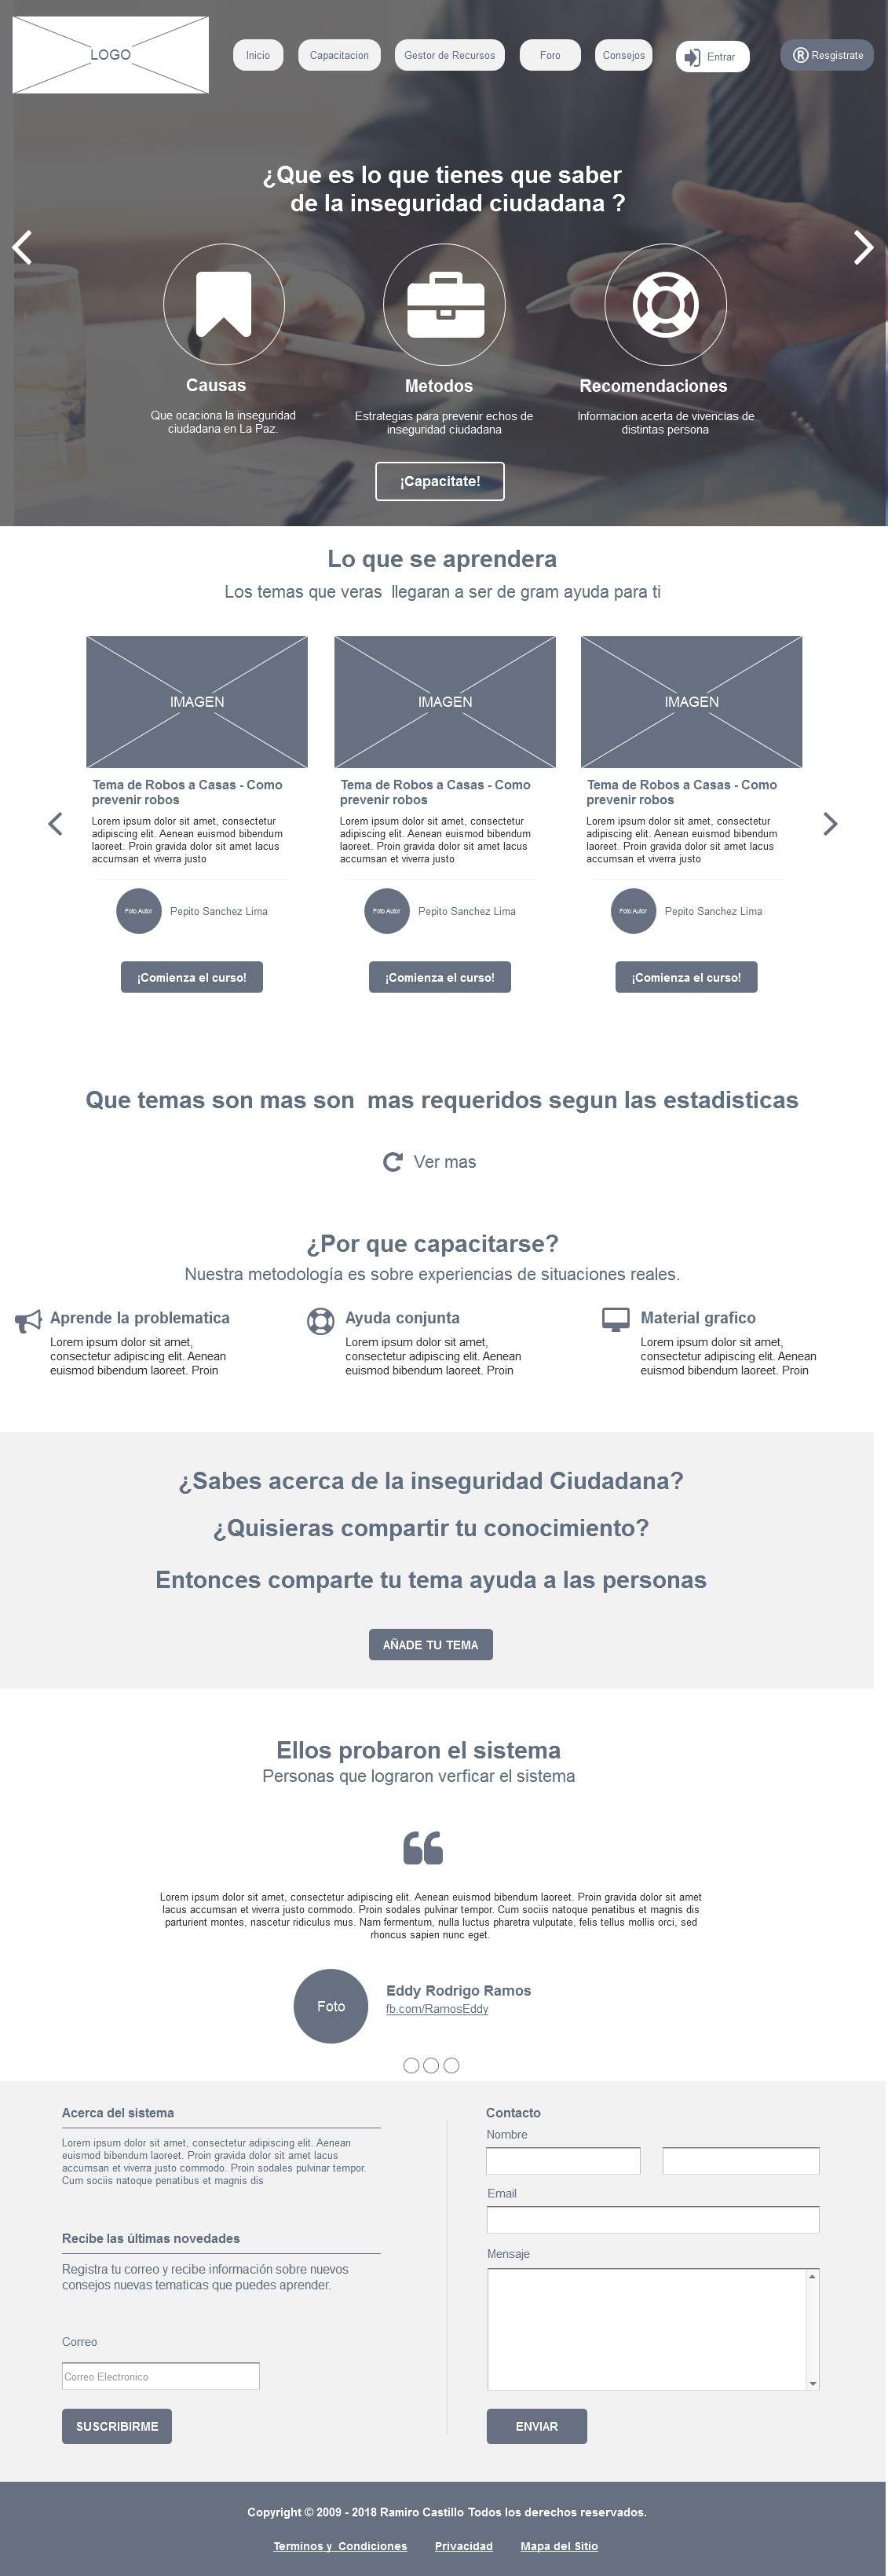 LOGO
Inicio
Capacitacion
Gestor de Recursos
Foro
Consejos
Entrar
® Resgistrate
¿Que es lo que tienes que saber
de la inseguridad ciudadana ?
Causas
Que ocaciona la inseguridad
ciudadana en La Paz.
Metodos
Estrategias para prevenir echos de
inseguridad ciudadana
Recomendaciones
Informacion acerta de vivencias de
distintas persona
¡Capacitate!
Lo que se aprendera
Los temas que veras llegaran a ser de gram ayuda para ti
IMAGEN
Tema de Robos a Casas - Como
prevenir robos
Lorem ipsum dolor sit amet, consectetur
adipiscing elit. Aenean euismod bibendum
laoreet. Proin gravida dolor sit amet lacus
accumsan et viverra justo
Foto Autor
Pepito Sanchez Lima
¡Comienza el curso!
IMAGEN
Tema de Robos a Casas - Como
prevenir robos
Lorem ipsum dolor sit amet, consectetur
adipiscing elit. Aenean euismod bibendum
laoreet. Proin gravida dolor sit amet lacus
accumsan et viverra justo
Foto Autor
Pepito Sanchez Lima
¡Comienza el curso!
IMAGEN
Tema de Robos a Casas - Como
prevenir robos
Lorem ipsum dolor sit amet, consectetur
adipiscing elit. Aenean euismod bibendum
laoreet. Proin gravida dolor sit amet lacus
accumsan et viverra justo
Foto Autor
Pepito Sanchez Lima
¡Comienza el curso!
Que temas son mas son mas requeridos segun las estadisticas
Ver mas
¿Por que capacitarse?
Nuestra metodología es sobre experiencias de situaciones reales.
Aprende la problematica
Lorem ipsum dolor sit amet,
consectetur adipiscing elit. Aenean
euismod bibendum laoreet. Proin
Ayuda conjunta
Lorem ipsum dolor sit amet,
consectetur adipiscing elit. Aenean
euismod bibendum laoreet. Proin
Material grafico
Lorem ipsum dolor sit amet,
consectetur adipiscing elit. Aenean
euismod bibendum laoreet. Proin
¿Sabes acerca de la inseguridad Ciudadana?
¿Quisieras compartir tu conocimiento?
Entonces comparte tu tema ayuda a las personas
AÑADE TU TEMA
Ellos probaron el sistema
Personas que lograron verficar el sistema
Lorem ipsum dolor sit amet, consectetur adipiscing elit. Aenean euismod bibendum laoreet. Proin gravida dolor sit amet
lacus accumsan et viverra justo commodo. Proin sodales pulvinar tempor. Cum sociis natoque penatibus et magnis dis
parturient montes, nascetur ridiculus mus. Nam fermentum, nulla luctus pharetra vulputate, felis tellus mollis orci, sed
rhoncus sapien nunc eget.
Foto
Eddy Rodrigo Ramos
fb.com/RamosEddy
Acerca del sistema
Lorem ipsum dolor sit amet, consectetur adipiscing elit. Aenean
euismod bibendum laoreet. Proin gravida dolor sit amet lacus
accumsan et viverra justo commodo. Proin sodales pulvinar tempor.
Cum sociis natoque penatibus et magnis dis
Recibe las últimas novedades
Registra tu correo y recibe información sobre nuevos
consejos nuevas tematicas que puedes aprender.
Correo
Correo Electronico
SUSCRIBIRME
Contacto
Nombre
Email
Mensaje
ENVIAR
Copyright © 2009 - 2018 Ramiro Castillo Todos los derechos reservados.
Terminos y Condiciones
Privacidad
Mapa del Sitio